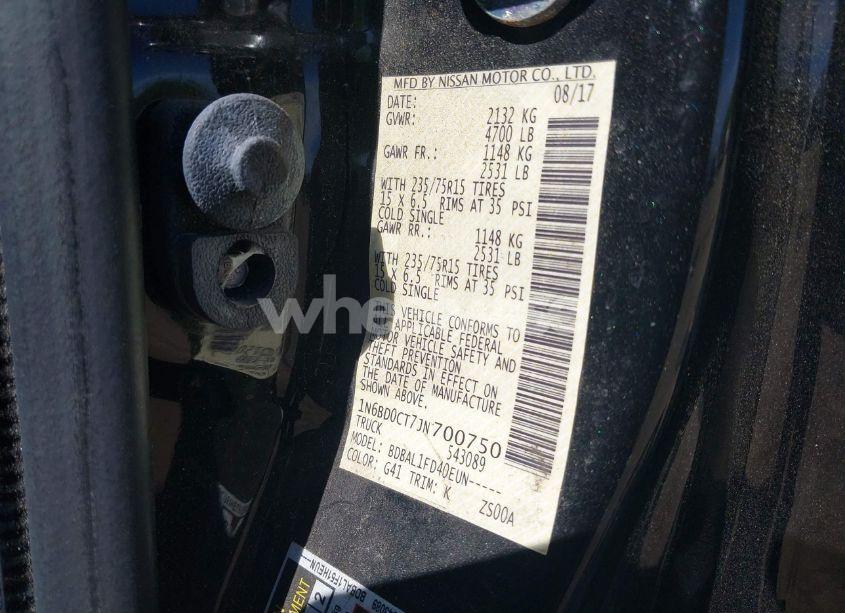 MFD BY NISSAN MOTOR CO., LTD.
DATE: 08/17
GVWR: 2132 KG
4700 LB
GAWR FR.: 1148 KG
2531 LB
WITH 235/75R15 TIRES
15 X 6.5 RIMS AT 35 PSI
COLD SINGLE
GAWR RR.: 1148 KG
2531 LB
WITH 235/75R15 TIRES
15 X 6.5 RIMS AT 35 PSI
COLD SINGLE
THIS VEHICLE CONFORMS TO
ALL APPLICABLE FEDERAL
MOTOR VEHICLE SAFETY AND
THEFT PREVENTION
STANDARDS IN EFFECT ON
THE DATE OF MANUFACTURE
SHOWN ABOVE.
1N6BD0CT7JN700750
TRUCK 543089
MODEL: BDBAL1FD40EUN-----
COLOR: G41 TRIM: K ZS00A